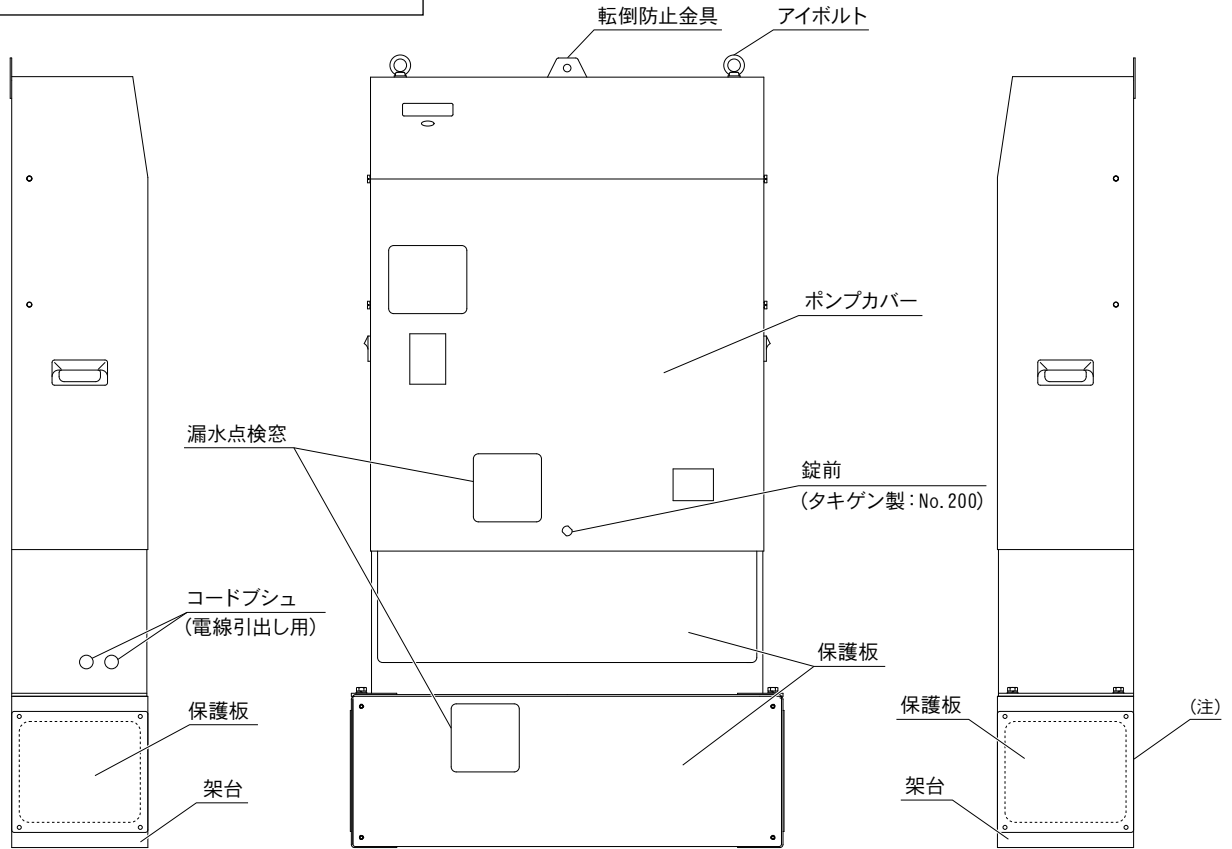 転倒防止金具
アイボルト
ポンプカバー
漏水点検窓
錠前
(タキゲン製:No.200)
コードブシュ
(電線引出し用)
保護板
保護板
保護板
(注)
架台
架台